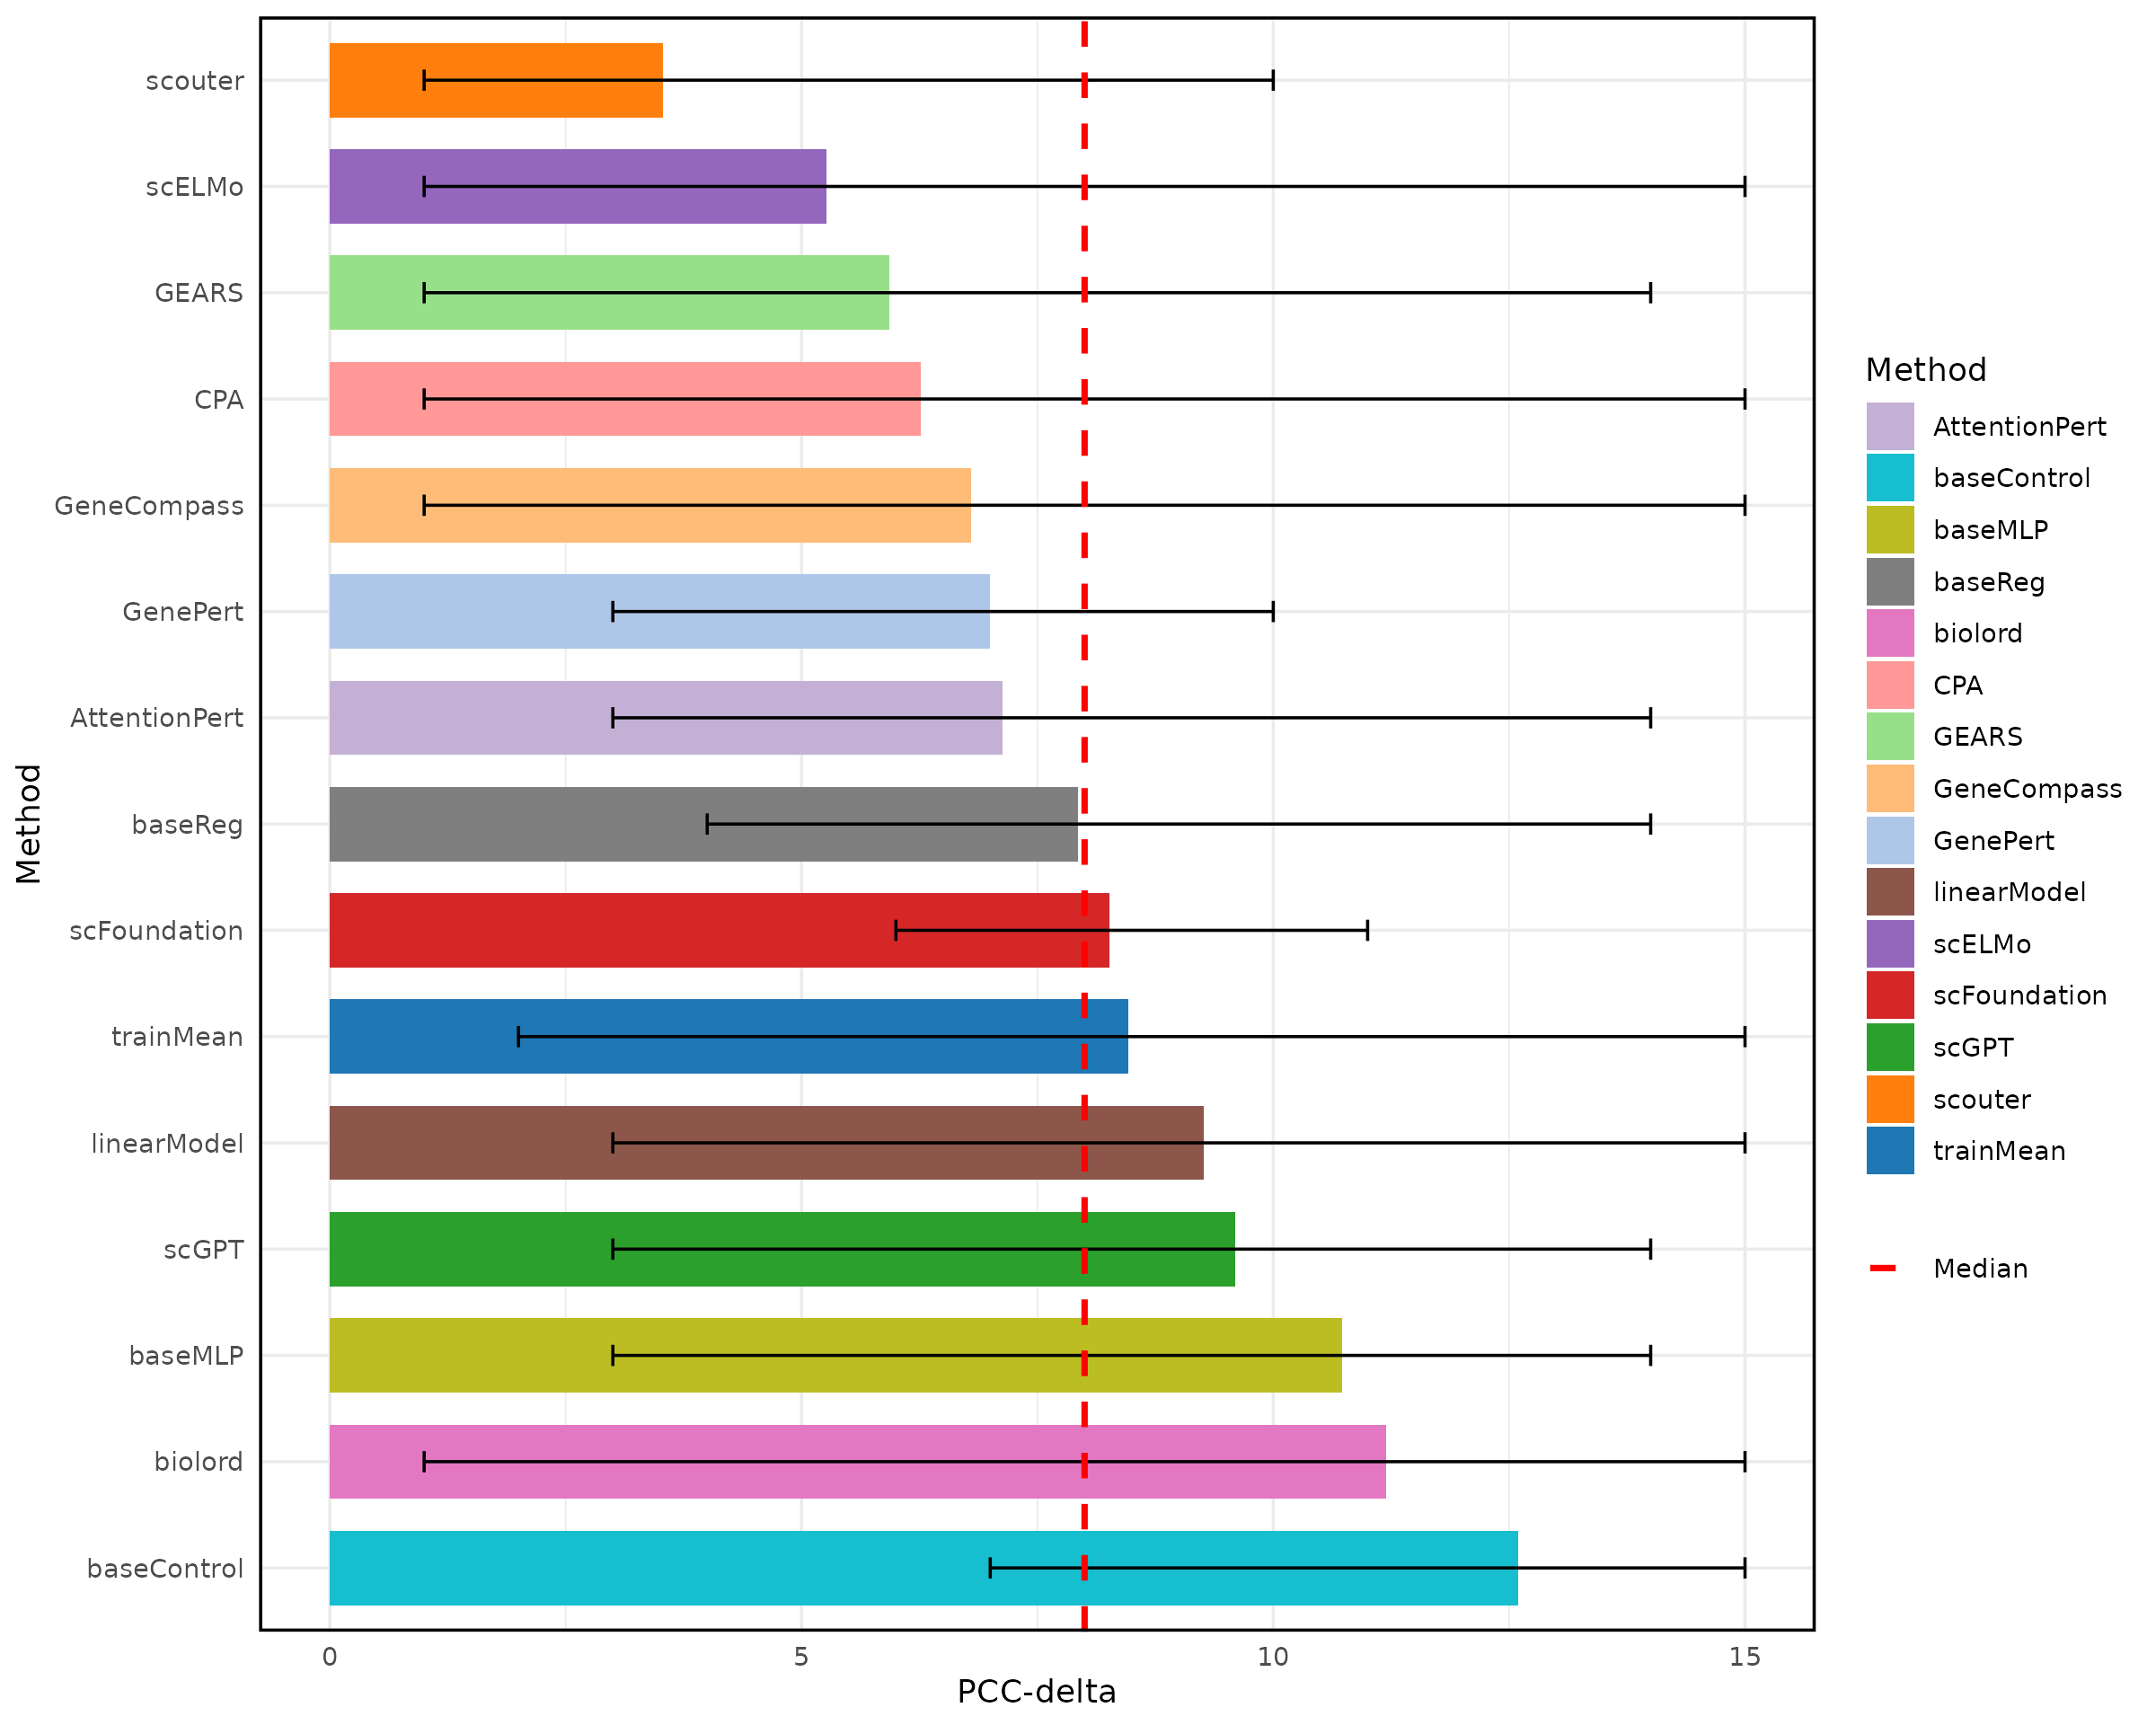 Method
scouter
scELMo
GEARS
CPA
GeneCompass
GenePert
AttentionPert
baseReg
scFoundation
trainMean
linearModel
scGPT
baseMLP
biolord
baseControl
0 5 10 15
PCC-delta
Method
AttentionPert
baseControl
baseMLP
baseReg
biolord
CPA
GEARS
GeneCompass
GenePert
linearModel
scELMo
scFoundation
scGPT
scouter
trainMean
Median